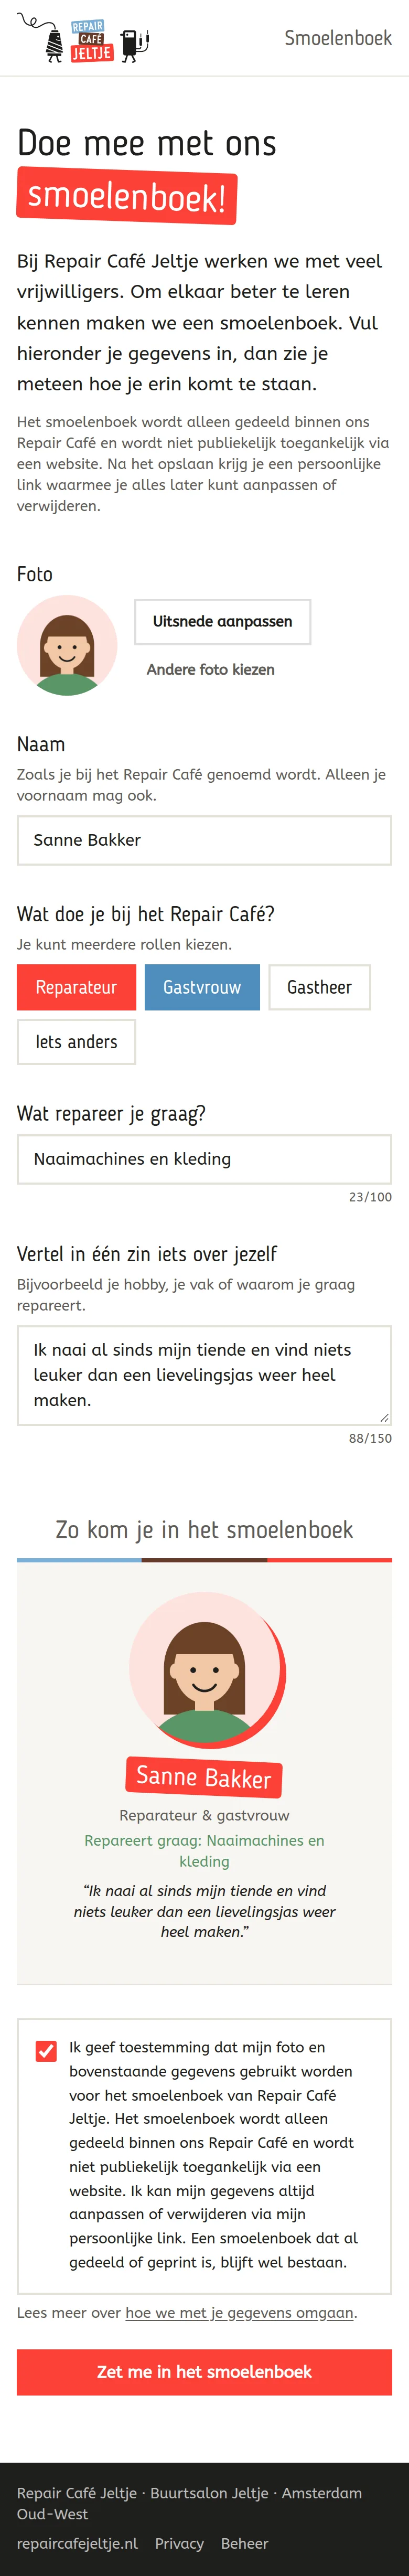 REPAIR
CAFÉ
JELTJE
Smoelenboek
Doe mee met ons
smoelenboek!
Bij Repair Café Jeltje werken we met veel
vrijwilligers. Om elkaar beter te leren
kennen maken we een smoelenboek. Vul
hieronder je gegevens in, dan zie je
meteen hoe je erin komt te staan.
Het smoelenboek wordt alleen gedeeld binnen ons
Repair Café en wordt niet publiekelijk toegankelijk via
een website. Na het opslaan krijg je een persoonlijke
link waarmee je alles later kunt aanpassen of
verwijderen.
Foto
Uitsnede aanpassen
Andere foto kiezen
Naam
Zoals je bij het Repair Café genoemd wordt. Alleen je
voornaam mag ook.
Sanne Bakker
Wat doe je bij het Repair Café?
Je kunt meerdere rollen kiezen.
Reparateur Gastvrouw Gastheer
Iets anders
Wat repareer je graag?
Naaimachines en kleding
23/100
Vertel in één zin iets over jezelf
Bijvoorbeeld je hobby, je vak of waarom je graag
repareert.
Ik naai al sinds mijn tiende en vind niets
leuker dan een lievelingsjas weer heel
maken.
88/150
Zo kom je in het smoelenboek
Sanne Bakker
Reparateur & gastvrouw
Repareert graag: Naaimachines en
kleding
“Ik naai al sinds mijn tiende en vind
niets leuker dan een lievelingsjas weer
heel maken.”
Ik geef toestemming dat mijn foto en
bovenstaande gegevens gebruikt worden
voor het smoelenboek van Repair Café
Jeltje. Het smoelenboek wordt alleen
gedeeld binnen ons Repair Café en wordt
niet publiekelijk toegankelijk via een
website. Ik kan mijn gegevens altijd
aanpassen of verwijderen via mijn
persoonlijke link. Een smoelenboek dat al
gedeeld of geprint is, blijft wel bestaan.
Lees meer over hoe we met je gegevens omgaan.
Zet me in het smoelenboek
Repair Café Jeltje · Buurtsalon Jeltje · Amsterdam
Oud-West
repaircafejeltje.nl Privacy Beheer